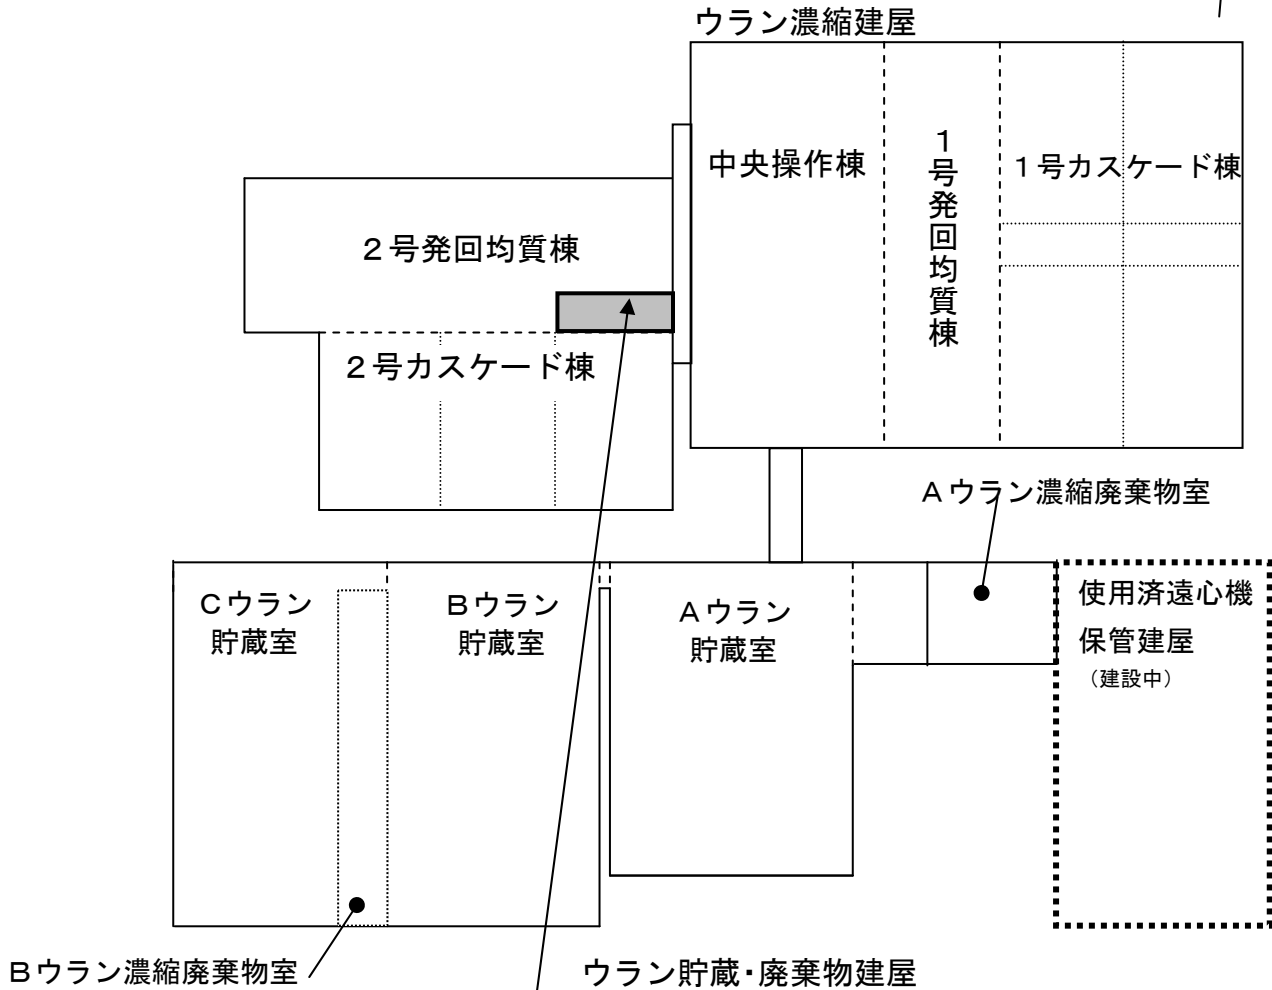 ウラン濃縮建屋
中央操作棟
1号発回均質棟
１号カスケード棟
２号発回均質棟
２号カスケード棟
Ａウラン濃縮廃棄物室
Ｃウラン
貯蔵室
Ｂウラン
貯蔵室
Ａウラン
貯蔵室
使用済遠心機
保管建屋
（建設中）
Ｂウラン濃縮廃棄物室
ウラン貯蔵・廃棄物建屋